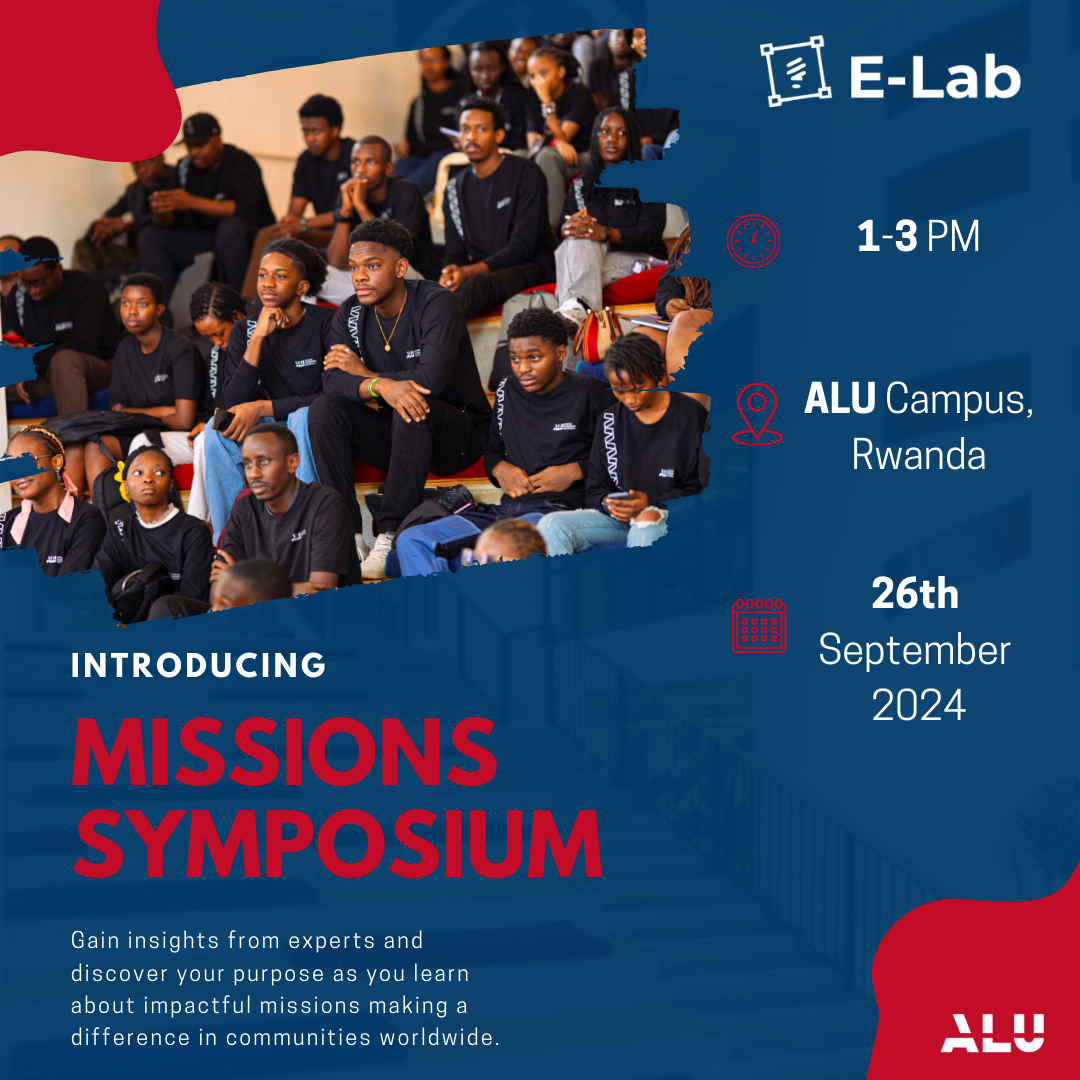 E-Lab
1-3 PM
ALU Campus,
Rwanda
26th
September
2024
INTRODUCING
MISSIONS
SYMPOSIUM
Gain insights from experts and
discover your purpose as you learn
about impactful missions making a
difference in communities worldwide.
ALU